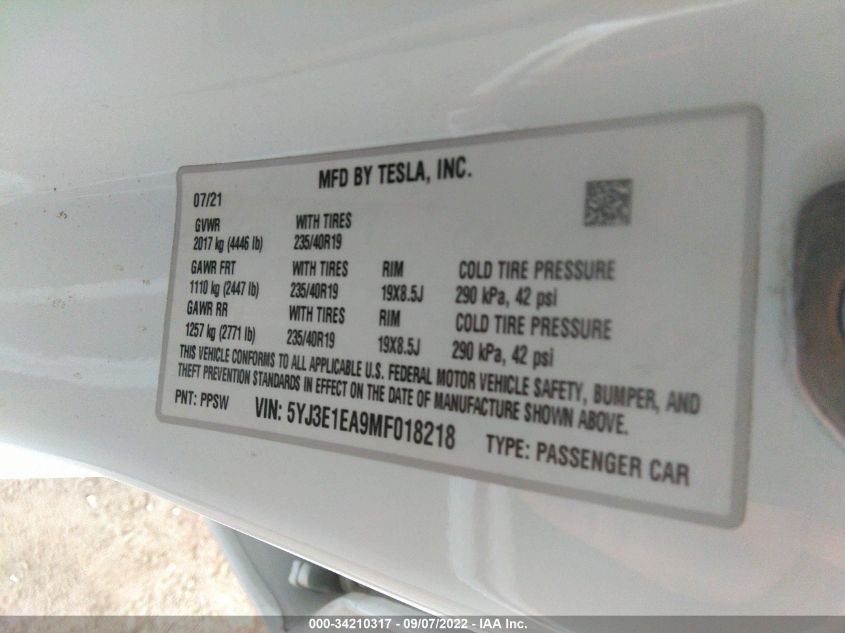 MFD BY TESLA, INC.
07/21
GVWR WITH TIRES
2017 kg (4446 lb) 235/40R19
GAWR FRT WITH TIRES RIM COLD TIRE PRESSURE
1110 kg (2447 lb) 235/40R19 19X8.5J 290 kPa, 42 psi
GAWR RR WITH TIRES RIM COLD TIRE PRESSURE
1257 kg (2771 lb) 235/40R19 19X8.5J 290 kPa, 42 psi
THIS VEHICLE CONFORMS TO ALL APPLICABLE U.S. FEDERAL MOTOR VEHICLE SAFETY, BUMPER, AND
THEFT PREVENTION STANDARDS IN EFFECT ON THE DATE OF MANUFACTURE SHOWN ABOVE.
PNT: PPSW VIN: 5YJ3E1EA9MF018218 TYPE: PASSENGER CAR
000-34210317 - 09/07/2022 - IAA Inc.